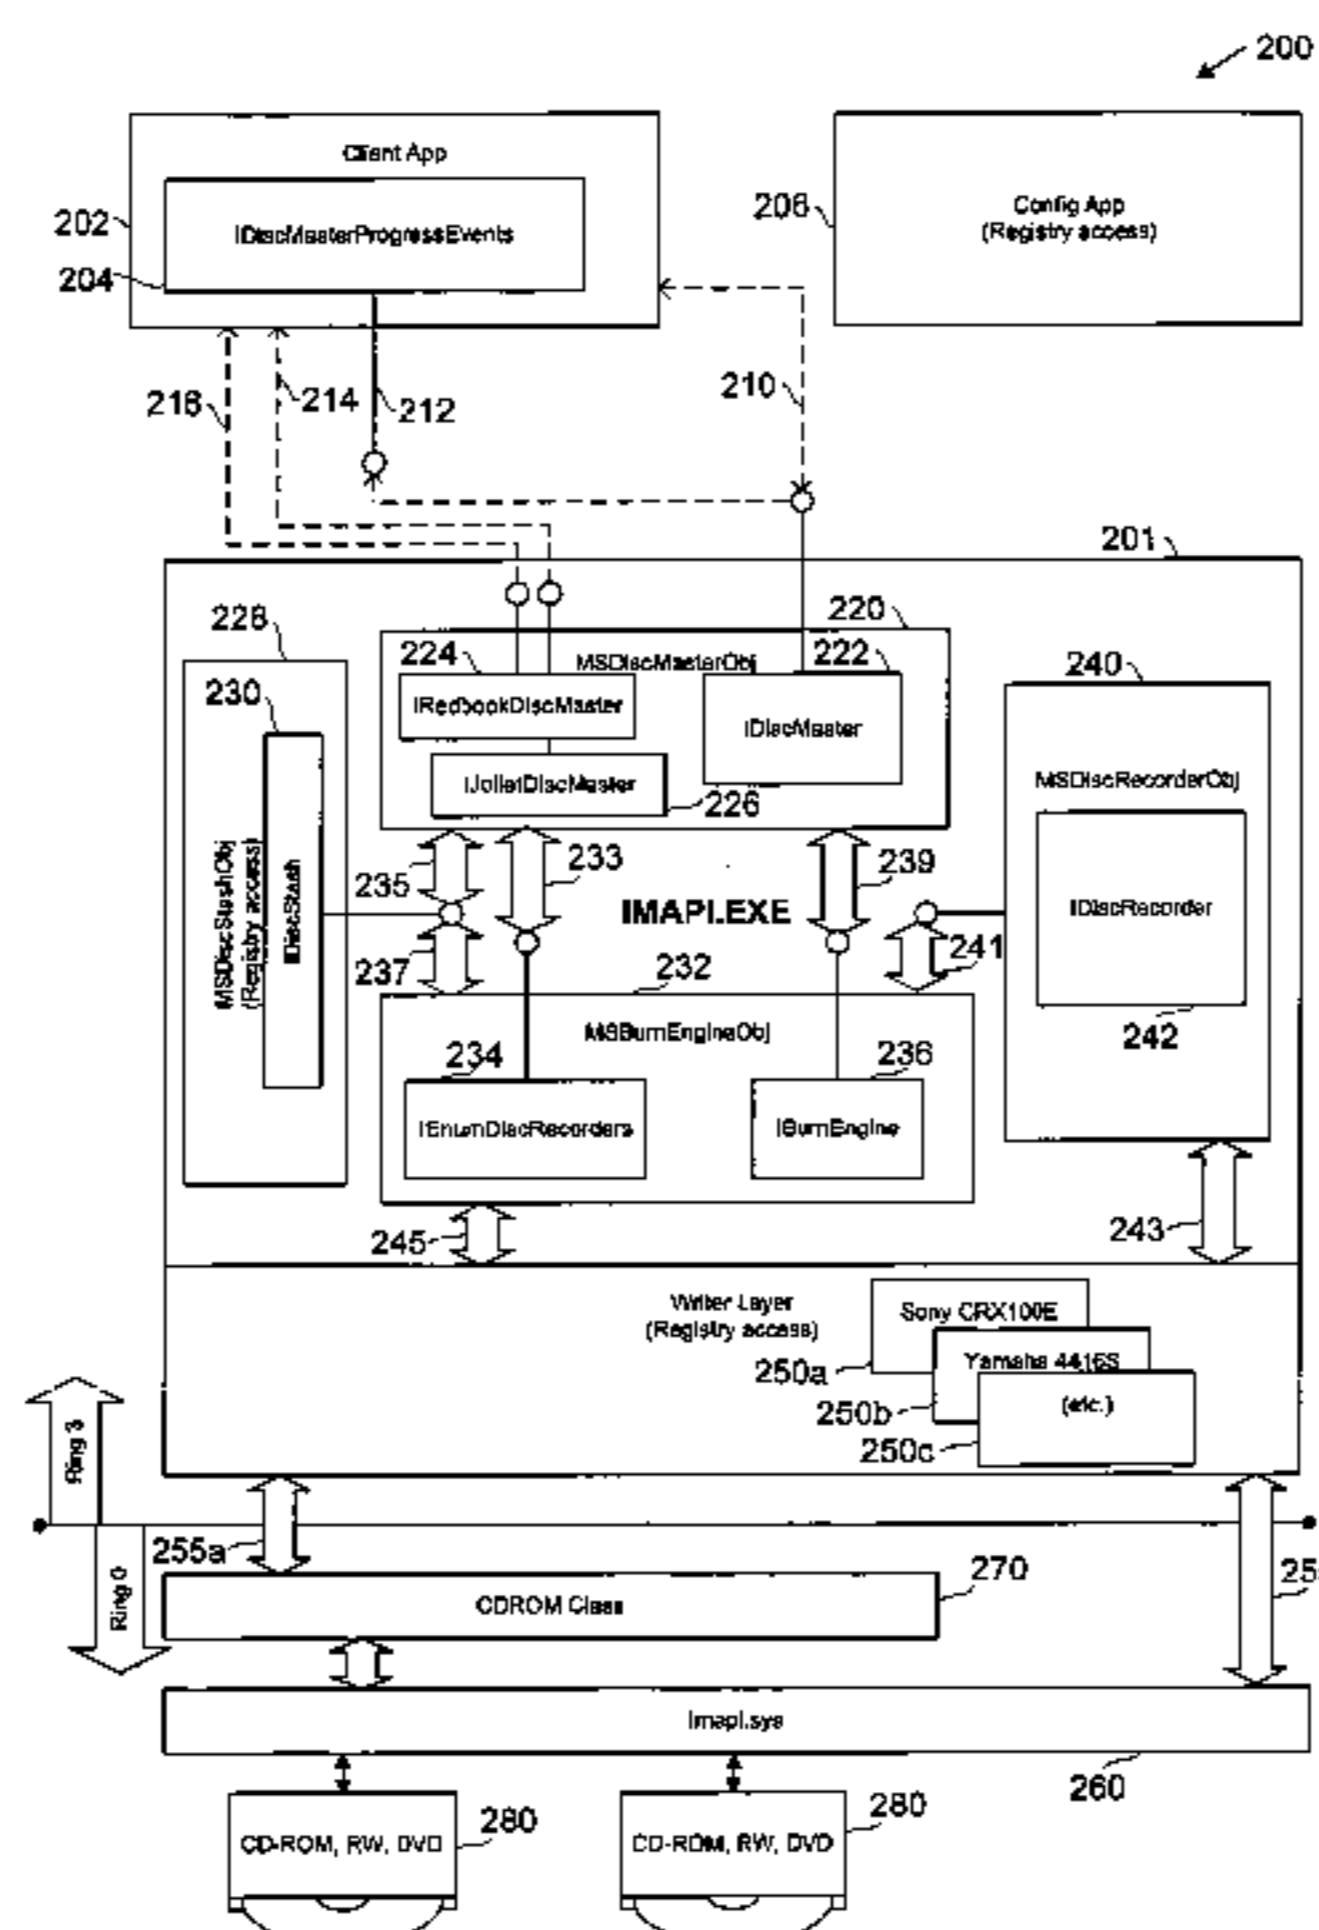 200
Client App
202
IDiscMasterProgressEvents
204
206
Config App
(Registry access)
216
214
212
210
201
228
220
224
MSDiscMasterObj
222
230
IRedbookDiscMaster
IDiscMaster
240
IJolietDiscMaster
226
MSDiscRecorderObj
MSDiscStashObj
(Registry access)
IDiscStash
235
233
239
IMAPI.EXE
IDiscRecorder
237
241
232
242
MSBurnEngineObj
234
236
IEnumDiscRecorders
IBurnEngine
245
243
Writer Layer
(Registry access)
Sony CRX100E
250a
Yamaha 4416S
250b
(etc.)
250c
Ring 3
255a
Ring 0
270
25
CDROM Class
Imapi.sys
260
CD-ROM, RW, DVD
280
CD-ROM, RW, DVD
280